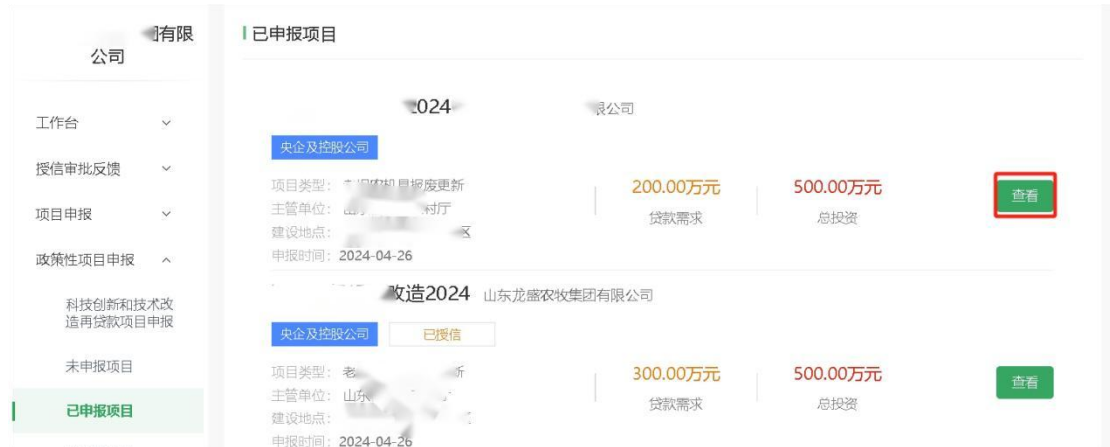 有限
公司
工作台
授信审批反馈
项目申报
政策性项目申报
科技创新和技术改
造再贷款项目申报
未申报项目
已申报项目
已申报项目
2024 限公司
央企及控股公司
项目类型: 农机具报废更新
主管单位: 村厅
建设地点: 区
申报时间: 2024-04-26
200.00万元
贷款需求
500.00万元
总投资
查看
改造2024 山东龙盛农牧集团有限公司
央企及控股公司 已授信
项目类型: 老 新
主管单位: 山东
建设地点:
申报时间: 2024-04-26
300.00万元
贷款需求
500.00万元
总投资
查看